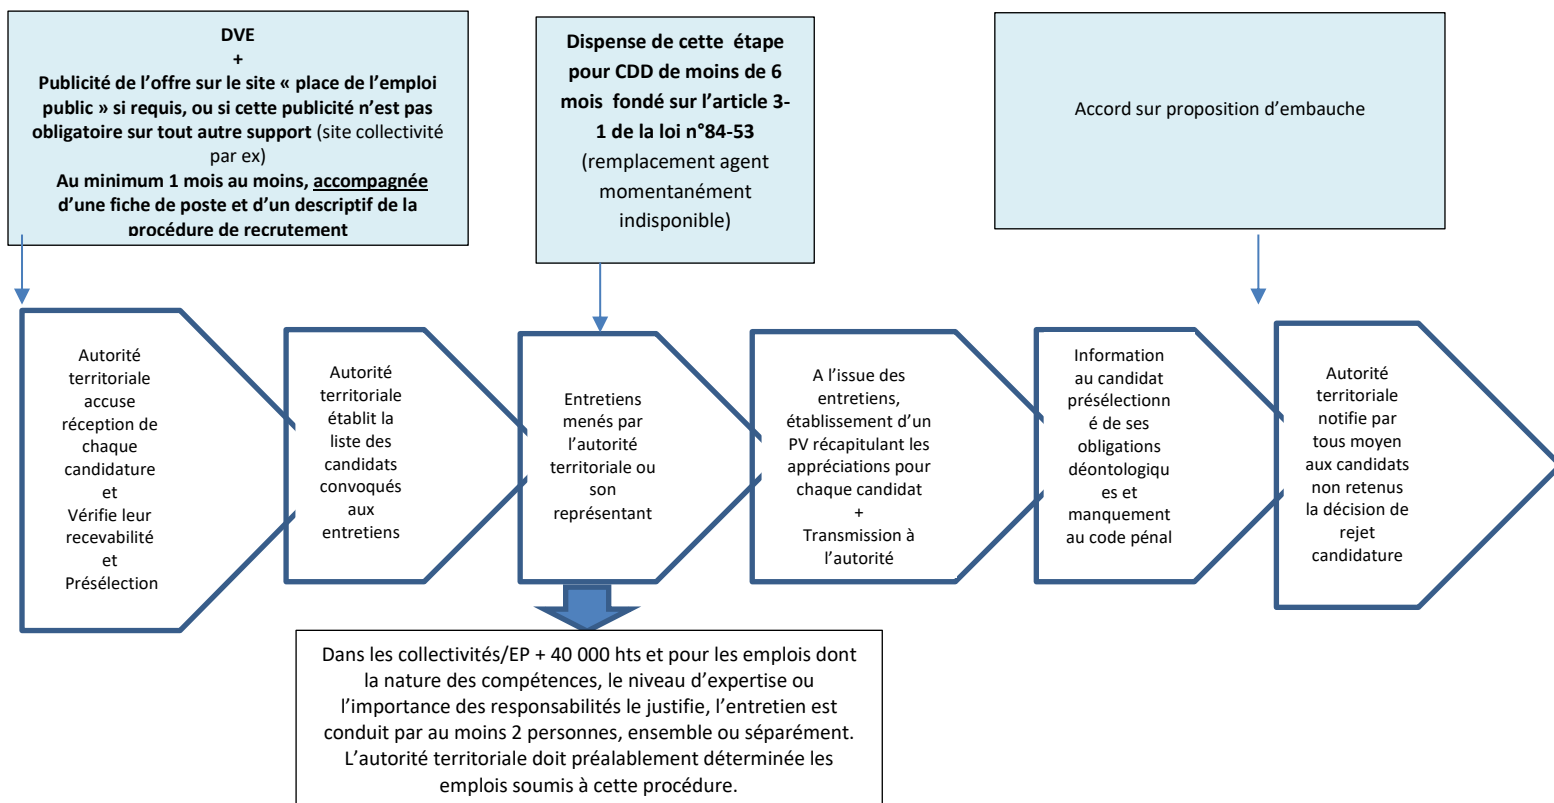 DVE
+
Publicité de l’offre sur le site « place de l’emploi
public » si requis, ou si cette publicité n’est pas
obligatoire sur tout autre support (site collectivité
par ex)
Au minimum 1 mois au moins, accompagnée
d’une fiche de poste et d’un descriptif de la
procédure de recrutement
Dispense de cette étape
pour CDD de moins de 6
mois fondé sur l’article 3-
1 de la loi n°84-53
(remplacement agent
momentanément
indisponible)
Accord sur proposition d’embauche
Autorité
territoriale
accuse
réception de
chaque
candidature
et
Vérifie leur
recevabilité
et
Présélection
Autorité
territoriale
établit la
liste des
candidats
convoqués
aux
entretiens
Entretiens
menés par
l’autorité
territoriale ou
son
représentant
A l’issue des
entretiens,
établissement d’un
PV récapitulant les
appréciations pour
chaque candidat
+
Transmission à
l’autorité
Information
au candidat
présélectionn
é de ses
obligations
déontologiqu
es et
manquement
au code pénal
Autorité
territoriale
notifie par
tous moyen
aux candidats
non retenus
la décision de
rejet
candidature
Dans les collectivités/EP + 40 000 hts et pour les emplois dont
la nature des compétences, le niveau d’expertise ou
l’importance des responsabilités le justifie, l’entretien est
conduit par au moins 2 personnes, ensemble ou séparément.
L’autorité territoriale doit préalablement déterminée les
emplois soumis à cette procédure.